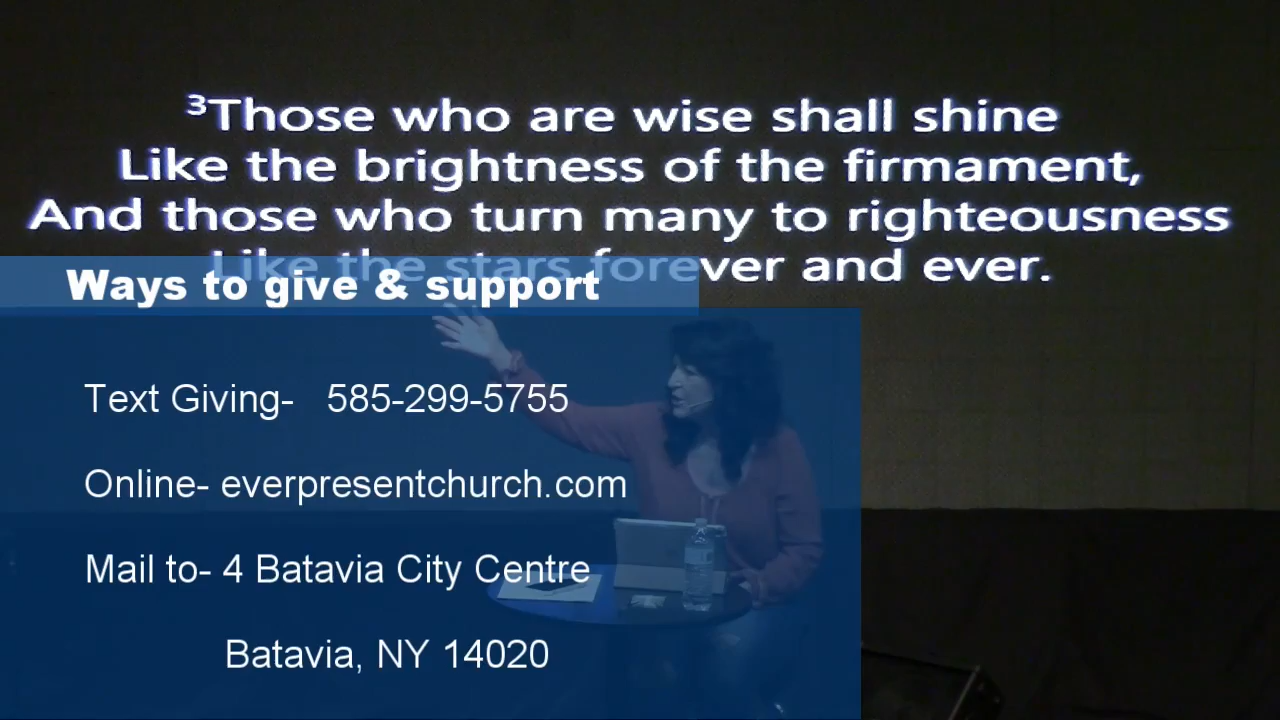 ³Those who are wise shall shine
Like the brightness of the firmament,
And those who turn many to righteousness
Like the stars forever and ever.
Ways to give & support
Text Giving- 585-299-5755
Online- everpresentchurch.com
Mail to- 4 Batavia City Centre
Batavia, NY 14020